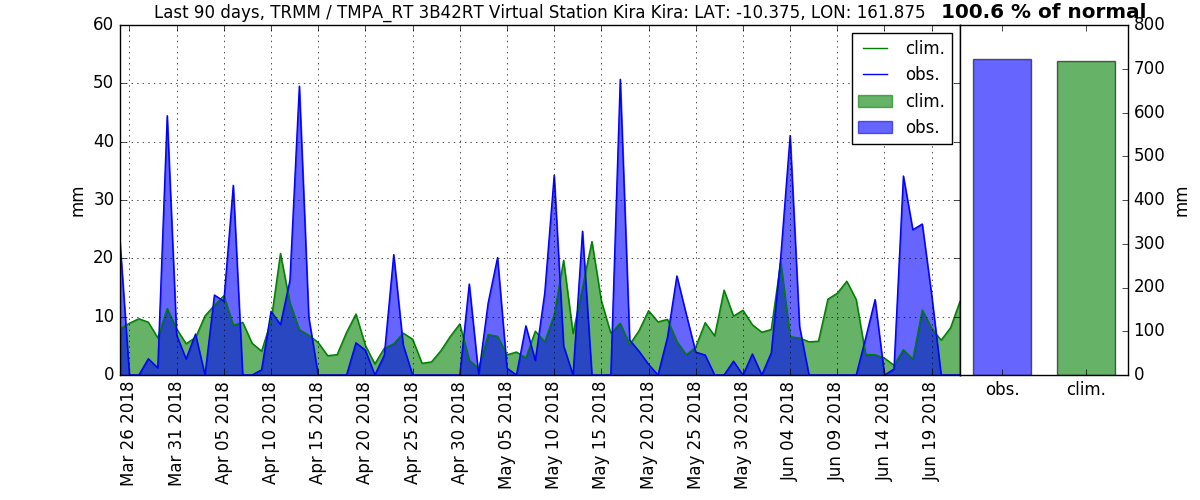 Last 90 days, TRMM / TMPA_RT 3B42RT Virtual Station Kira Kira: LAT: -10.375, LON: 161.875 100.6 % of normal
60
50
40
30
20
10
0
mm
clim.
obs.
clim.
obs.
800
700
600
500
400
300
200
100
0
mm
obs.
clim.
Mar 26 2018
Mar 31 2018
Apr 05 2018
Apr 10 2018
Apr 15 2018
Apr 20 2018
Apr 25 2018
Apr 30 2018
May 05 2018
May 10 2018
May 15 2018
May 20 2018
May 25 2018
May 30 2018
Jun 04 2018
Jun 09 2018
Jun 14 2018
Jun 19 2018